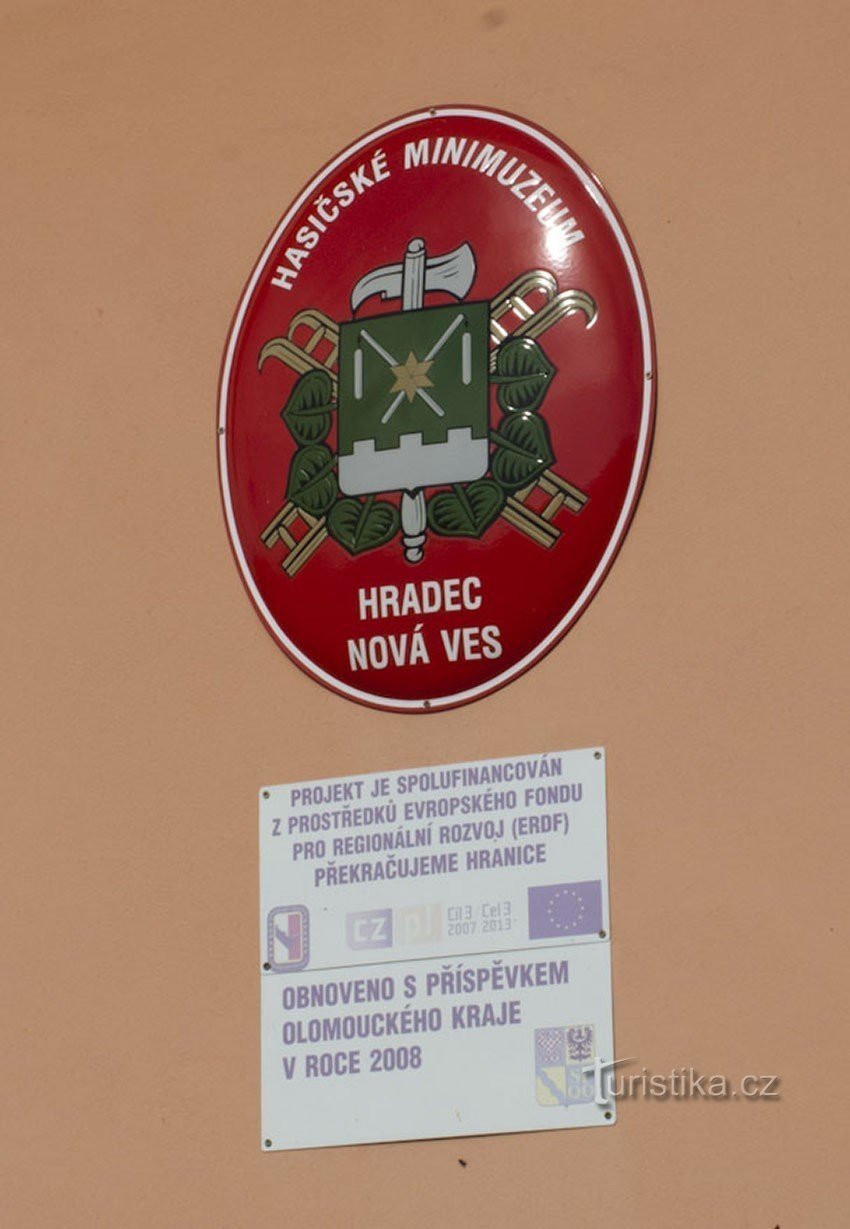 HASIČSKÉ MINIMUZEUM
HRADEC
NOVÁ VES
PROJEKT JE SPOLUFINANCOVÁN
Z PROSTŘEDKŮ EVROPSKÉHO FONDU
PRO REGIONÁLNÍ ROZVOJ (ERDF)
PŘEKRAČUJEME HRANICE
cz pl Cíl 3 / Cel 3
2007-2013
OBNOVENO S PŘÍSPĚVKEM
OLOMOUCKÉHO KRAJE
V ROCE 2008
Turistika.cz